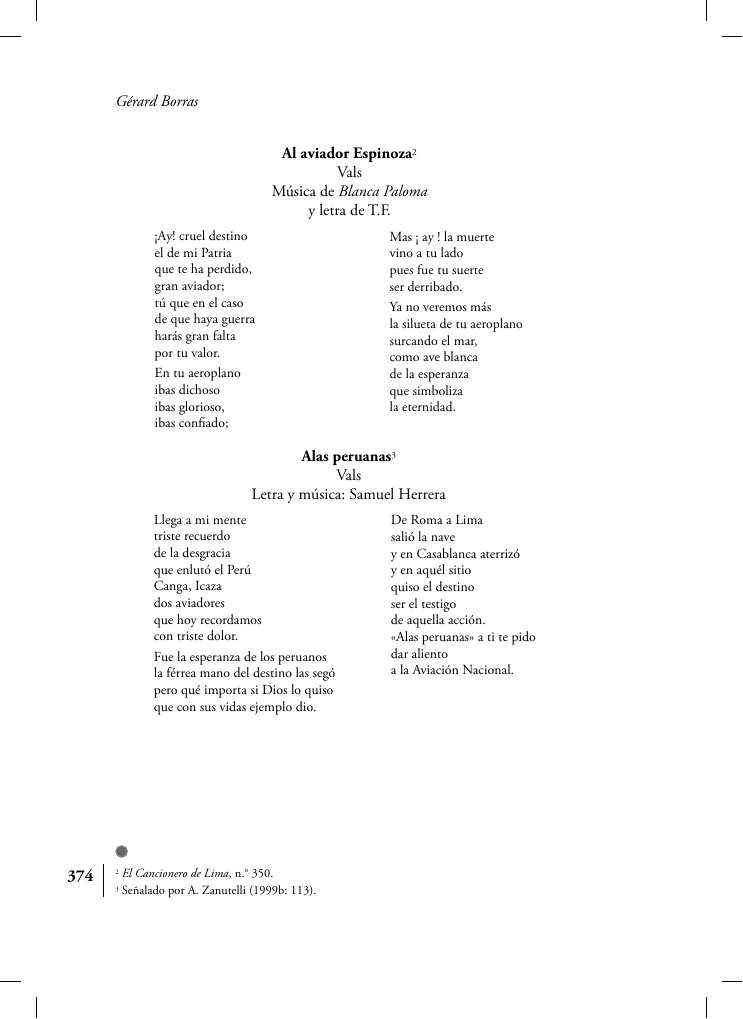 Gérard Borras
Al aviador Espinoza²
Vals
Música de Blanca Paloma
y letra de T.F.
¡Ay! cruel destino
el de mi Patria
que te ha perdido,
gran aviador;
tú que en el caso
de que haya guerra
harás gran falta
por tu valor.
En tu aeroplano
ibas dichoso
ibas glorioso,
ibas confiado;
Mas ¡ ay ! la muerte
vino a tu lado
pues fue tu suerte
ser derribado.
Ya no veremos más
la silueta de tu aeroplano
surcando el mar,
como ave blanca
de la esperanza
que simboliza
la eternidad.
Alas peruanas³
Vals
Letra y música: Samuel Herrera
Llega a mi mente
triste recuerdo
de la desgracia
que enlutó el Perú
Canga, Icaza
dos aviadores
que hoy recordamos
con triste dolor.
Fue la esperanza de los peruanos
la férrea mano del destino las segó
pero qué importa si Dios lo quiso
que con sus vidas ejemplo dio.
De Roma a Lima
salió la nave
y en Casablanca aterrizó
y en aquél sitio
quiso el destino
ser el testigo
de aquella acción.
«Alas peruanas» a ti te pido
dar aliento
a la Aviación Nacional.
374
² El Cancionero de Lima, n.° 350.
³ Señalado por A. Zanutelli (1999b: 113).